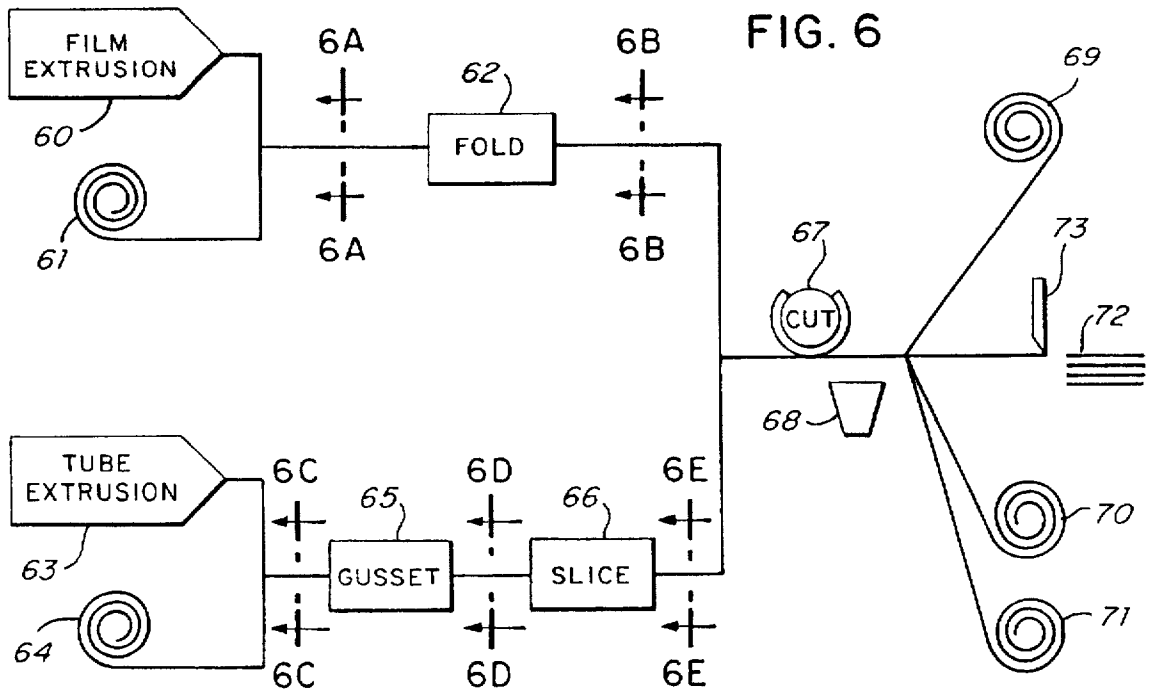 FIG. 6
FILM
EXTRUSION
60
61
6A
6A
62
FOLD
6B
6B
67
CUT
68
69
73
72
70
71
TUBE
EXTRUSION
63
64
6C
6C
65
GUSSET
6D
6D
66
SLICE
6E
6E